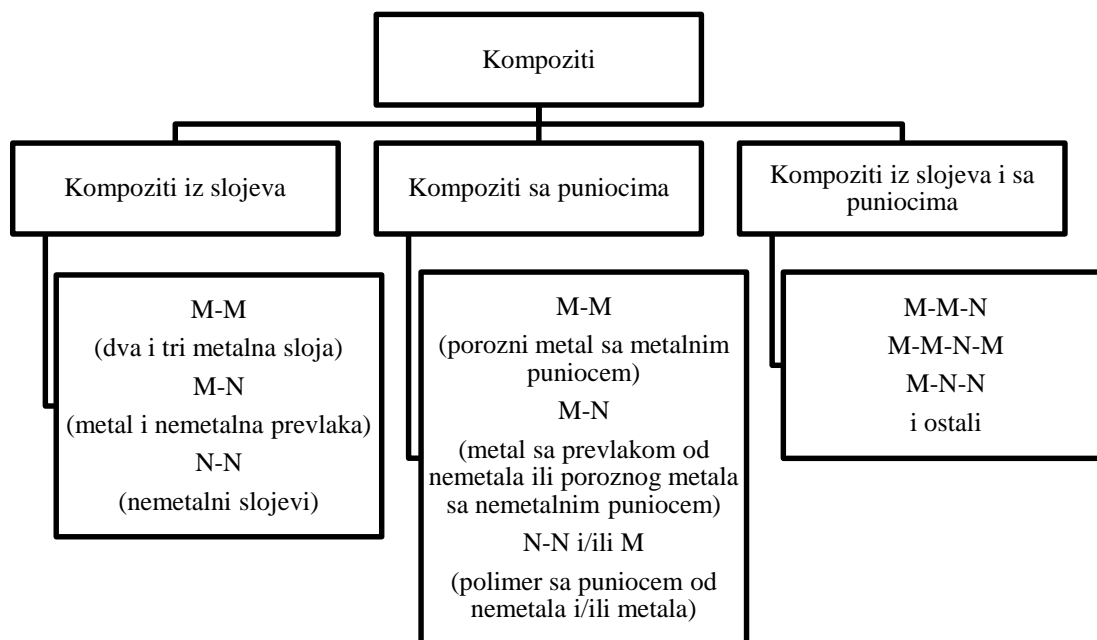 Kompoziti
Kompoziti iz slojeva
M-M
(dva i tri metalna sloja)
M-N
(metal i nemetalna prevlaka)
N-N
(nemetalni slojevi)
Kompoziti sa puniocima
M-M
(porozni metal sa metalnim
puniocem)
M-N
(metal sa prevlakom od
nemetala ili poroznog metala
sa nemetalnim puniocem)
N-N i/ili M
(polimer sa puniocem od
nemetala i/ili metala)
Kompoziti iz slojeva i sa
puniocima
M-M-N
M-M-N-M
M-N-N
i ostali